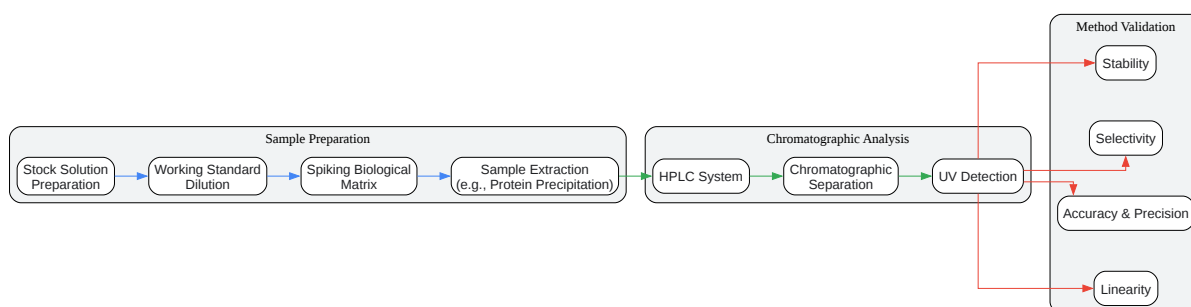 Method Validation
Stability
Sample Preparation
Chromatographic Analysis
Selectivity
Stock Solution
Preparation
Working Standard
Dilution
Spiking Biological
Matrix
Sample Extraction
(e.g., Protein Precipitation)
HPLC System
Chromatographic
Separation
UV Detection
Accuracy & Precision
Linearity